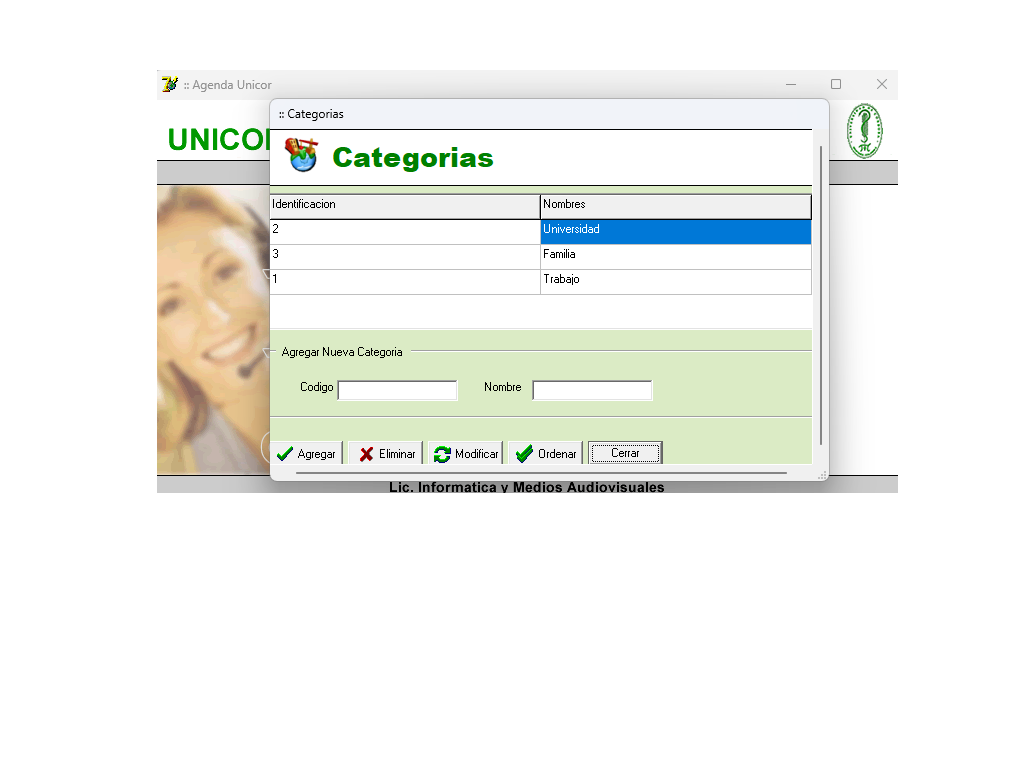 :: Agenda Unicor
:: Categorias
UNICOR
Categorias
Identificacion Nombres
2 Universidad
3 Familia
1 Trabajo
Agregar Nueva Categoria
Codigo Nombre
Agregar Eliminar Modificar Ordenar Cerrar
Lic. Informatica y Medios Audiovisuales